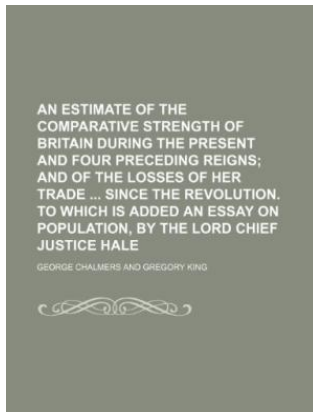 AN ESTIMATE OF THE
COMPARATIVE STRENGTH OF
BRITAIN DURING THE PRESENT
AND FOUR PRECEDING REIGNS;
AND OF THE LOSSES OF HER
TRADE ... SINCE THE REVOLUTION.
TO WHICH IS ADDED AN ESSAY ON
POPULATION, BY THE LORD CHIEF
JUSTICE HALE
GEORGE CHALMERS AND GREGORY KING